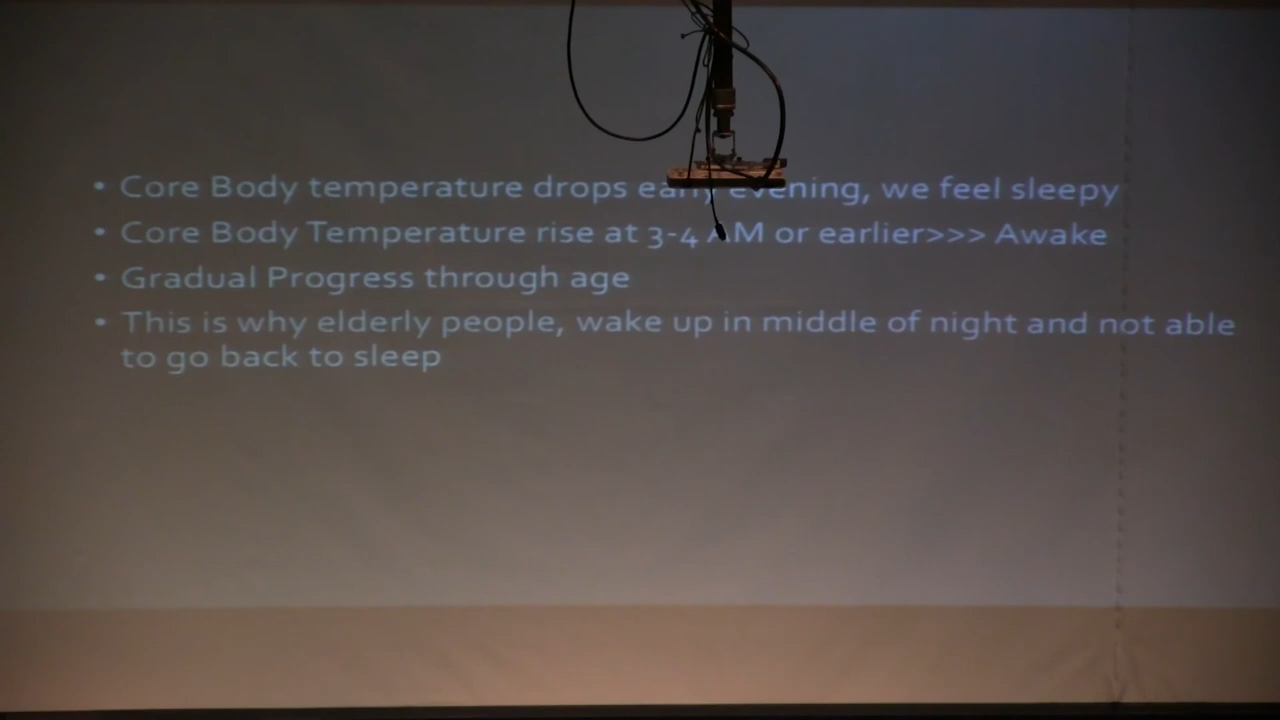 • Core Body temperature drops early evening, we feel sleepy
• Core Body Temperature rise at 3-4 AM or earlier>>> Awake
• Gradual Progress through age
• This is why elderly people, wake up in middle of night and not able
to go back to sleep